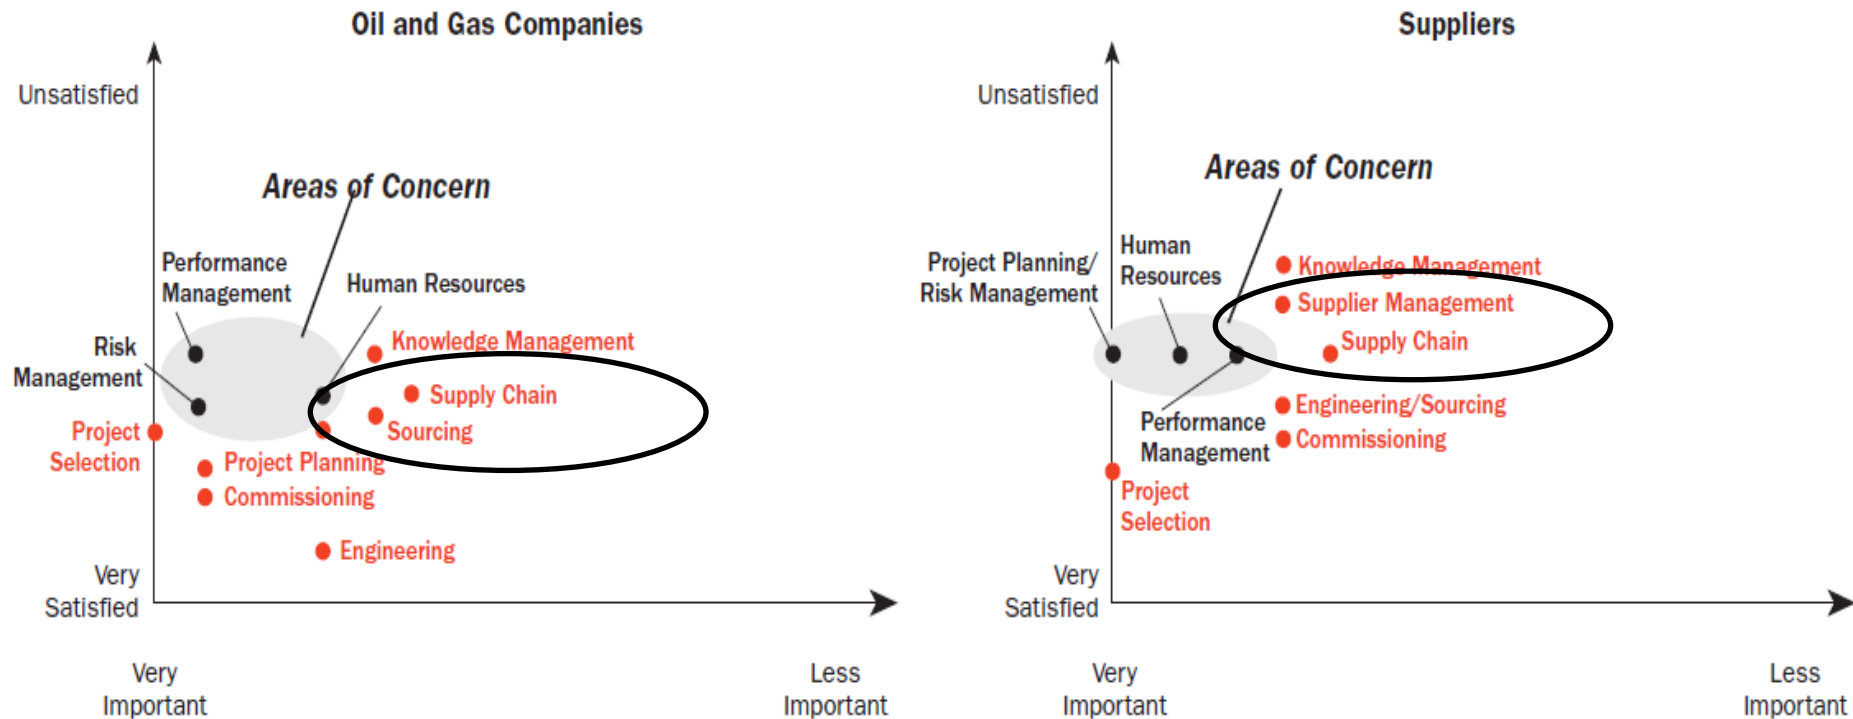 Oil and Gas Companies
Unsatisfied
Areas of Concern
Performance
Management
Human Resources
Risk
Management
Knowledge Management
Supply Chain
Sourcing
Project
Selection
Project Planning
Commissioning
Engineering
Very
Satisfied
Very
Important
Less
Important
Suppliers
Unsatisfied
Areas of Concern
Project Planning/
Risk Management
Human
Resources
Knowledge Management
Supplier Management
Supply Chain
Performance
Management
Engineering/Sourcing
Commissioning
Project
Selection
Very
Satisfied
Very
Important
Less
Important